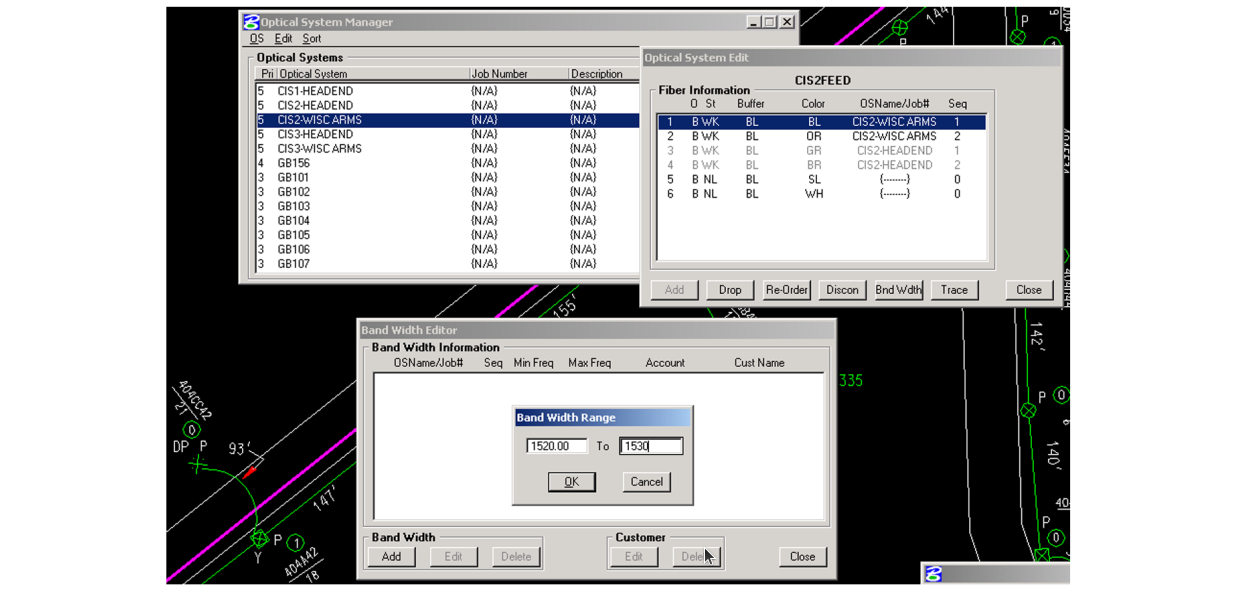 Optical System Manager
OS Edit Sort
Optical Systems
Pri Optical System Job Number Description
5 CIS1-HEADEND {N/A} {N/A}
5 CIS2-HEADEND {N/A} {N/A}
5 CIS2-WISC ARMS {N/A} {N/A}
5 CIS3-HEADEND {N/A} {N/A}
5 CIS3-WISC ARMS {N/A} {N/A}
4 GB156 {N/A} {N/A}
3 GB101 {N/A} {N/A}
3 GB102 {N/A} {N/A}
3 GB103 {N/A} {N/A}
3 GB104 {N/A} {N/A}
3 GB105 {N/A} {N/A}
3 GB106 {N/A} {N/A}
3 GB107 {N/A} {N/A}
144
P
P
9
Optical System Edit
CIS2FEED
Fiber Information
O St Buffer Color OSName/Job# Seq
1 B WK BL BL CIS2-WISC ARMS 1
2 B WK BL OR CIS2-WISC ARMS 2
3 B WK BL GR CIS2-HEADEND 1
4 B WK BL BR CIS2-HEADEND 2
5 B NL BL SL {--------} 0
6 B NL BL WH {--------} 0
Add Drop Re-Order Discon Bnd Wdth Trace Close
155'
142'
335
P 0
140'
40
P
0
Band Width Editor
Band Width Information
OSName/Job# Seq Min Freq Max Freq Account Cust Name
Band Width Range
1520.00 To 1530
OK Cancel
Band Width
Add Edit Delete
Customer
Edit Dele
Close
404CC42
21
0
DP P 93'
147'
P 1
Y
404A42
18